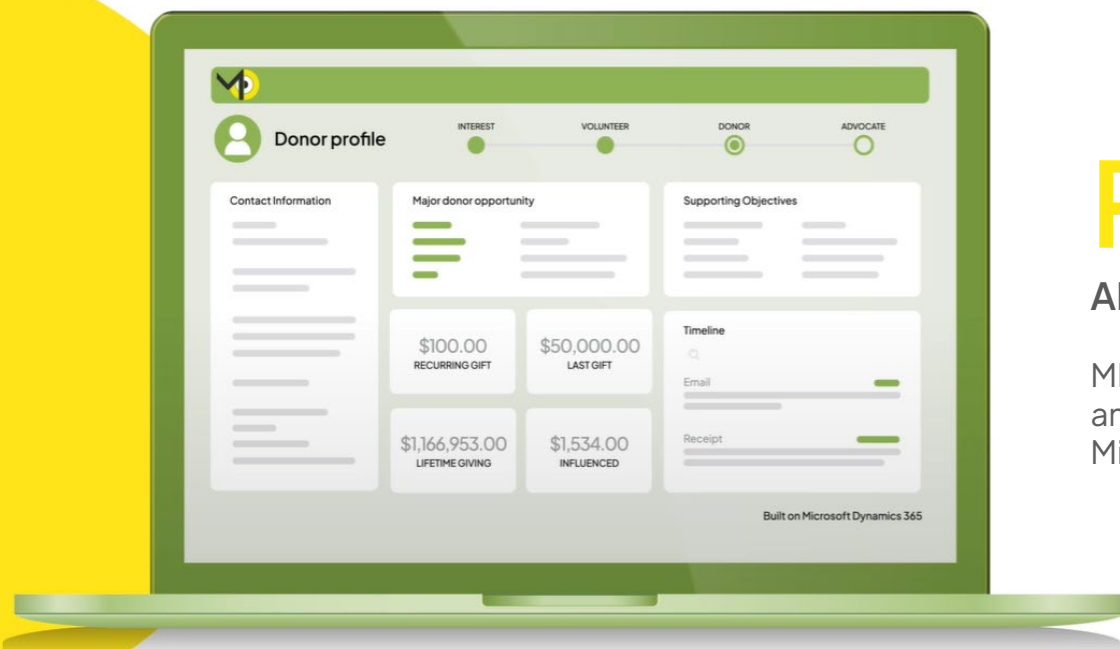 Donor profile
INTEREST
VOLUNTEER
DONOR
ADVOCATE
Contact Information
Major donor opportunity
Supporting Objectives
$100.00
RECURRING GIFT
$50,000.00
LAST GIFT
$1,166,953.00
LIFETIME GIVING
$1,534.00
INFLUENCED
Timeline
Email
Receipt
Built on Microsoft Dynamics 365